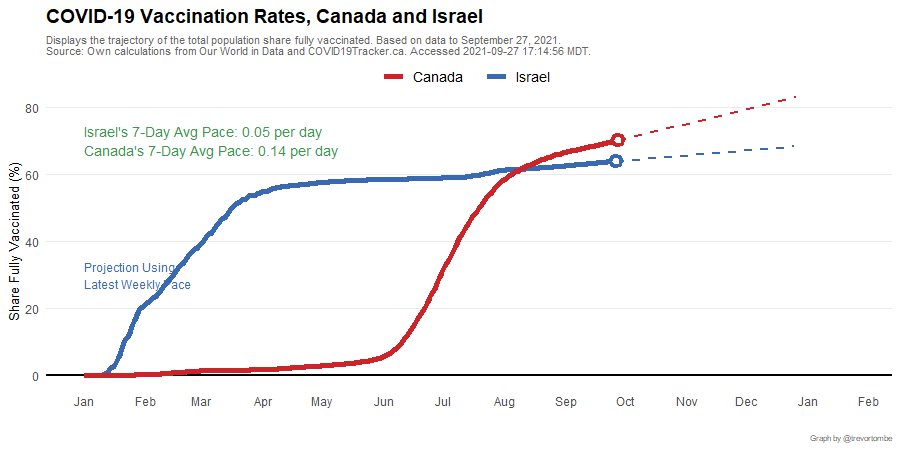 COVID-19 Vaccination Rates, Canada and Israel
Displays the trajectory of the total population share fully vaccinated. Based on data to September 27, 2021.
Source: Own calculations from Our World in Data and COVID19Tracker.ca. Accessed 2021-09-27 17:14:56 MDT.
Canada Israel
80
Israel's 7-Day Avg Pace: 0.05 per day
Canada's 7-Day Avg Pace: 0.14 per day
60
Share Fully Vaccinated (%)
40
Projection Using
Latest Weekly Pace
20
0
Jan Feb Mar Apr May Jun Jul Aug Sep Oct Nov Dec Jan Feb
Graph by @trevortombe